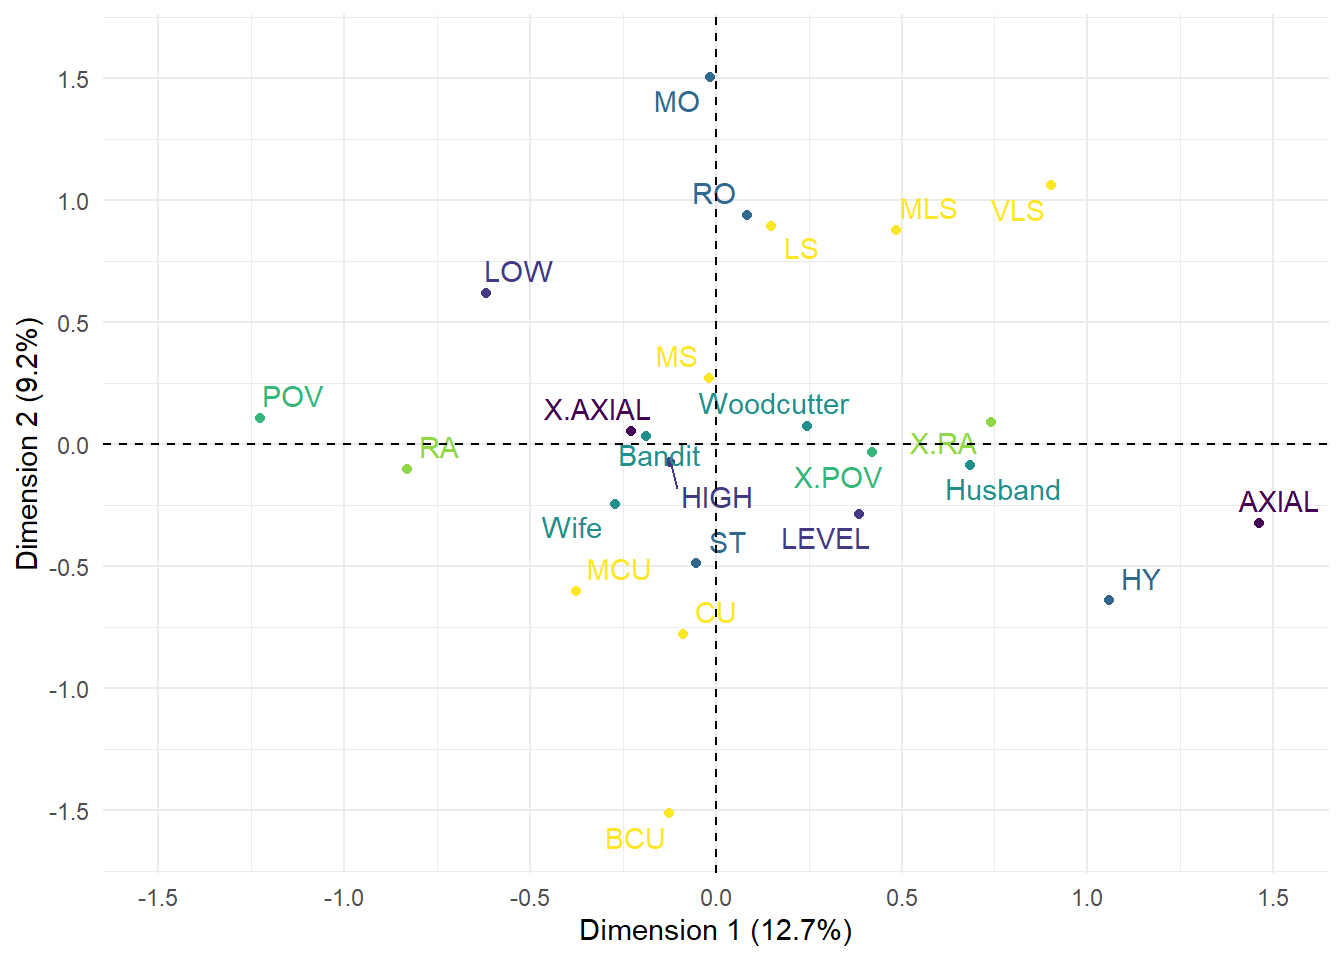 1.5
1.0
0.5
0.0
-0.5
-1.0
-1.5
Dimension 2 (9.2%)
MO
RO
MLS
VLS
LS
LOW
MS
POV
X.AXIAL
Woodcutter
RA
Bandit
X.RA
X.POV
HIGH
Husband
AXIAL
Wife
LEVEL
ST
MCU
HY
CU
BCU
-1.5
-1.0
-0.5
0.0
0.5
1.0
1.5
Dimension 1 (12.7%)